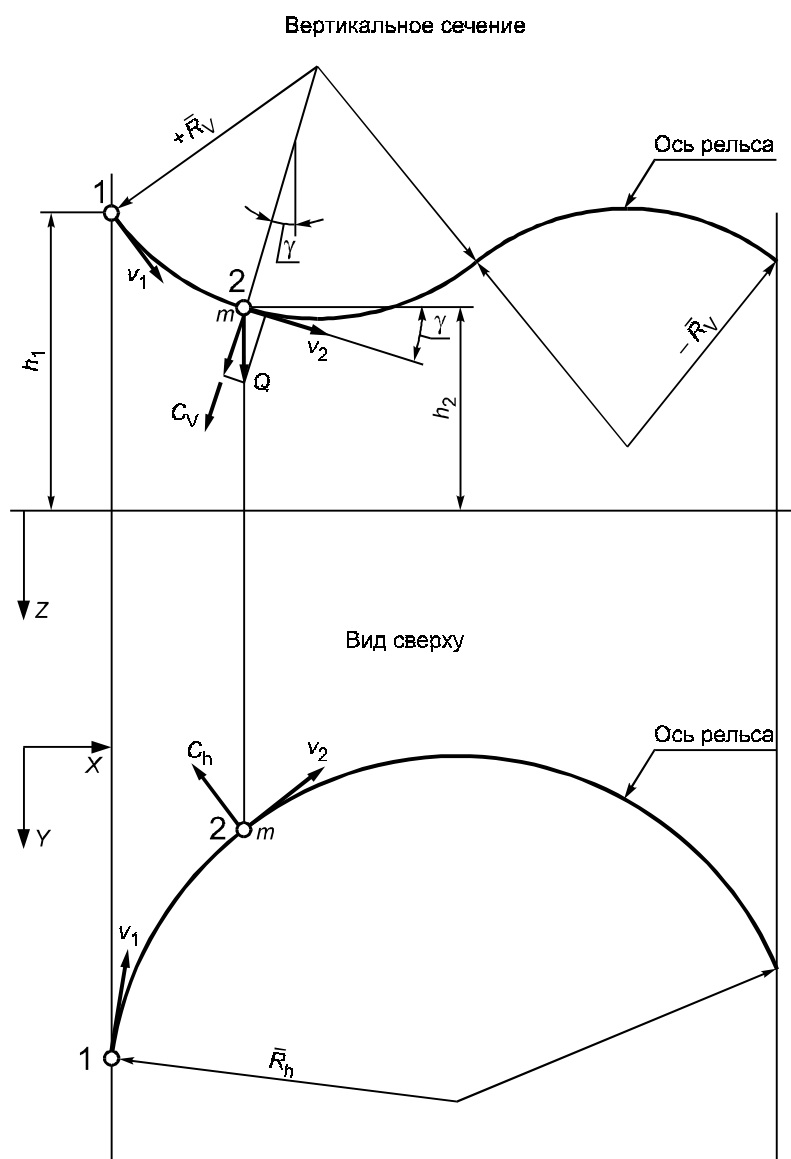 Вертикальное сечение
+R̄V
Ось рельса
1
v1
γ
2
m
v2
γ
h1
Q
CV
h2
− R̄V
Z
Вид сверху
Ось рельса
X
Y
Ch
v2
2
m
v1
1
R̄h